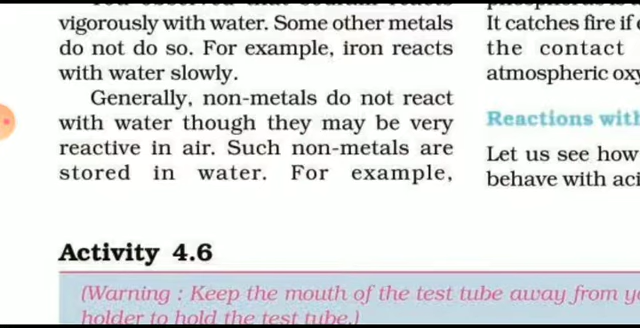 vigorously with water. Some other metals
do not do so. For example, iron reacts
with water slowly.
Generally, non-metals do not react
with water though they may be very
reactive in air. Such non-metals are
stored in water. For example,
It catches fire if
the contact
atmospheric oxy
Reactions with
Let us see how
behave with aci
Activity 4.6
(Warning : Keep the mouth of the test tube away from y
holder to hold the test tube.)